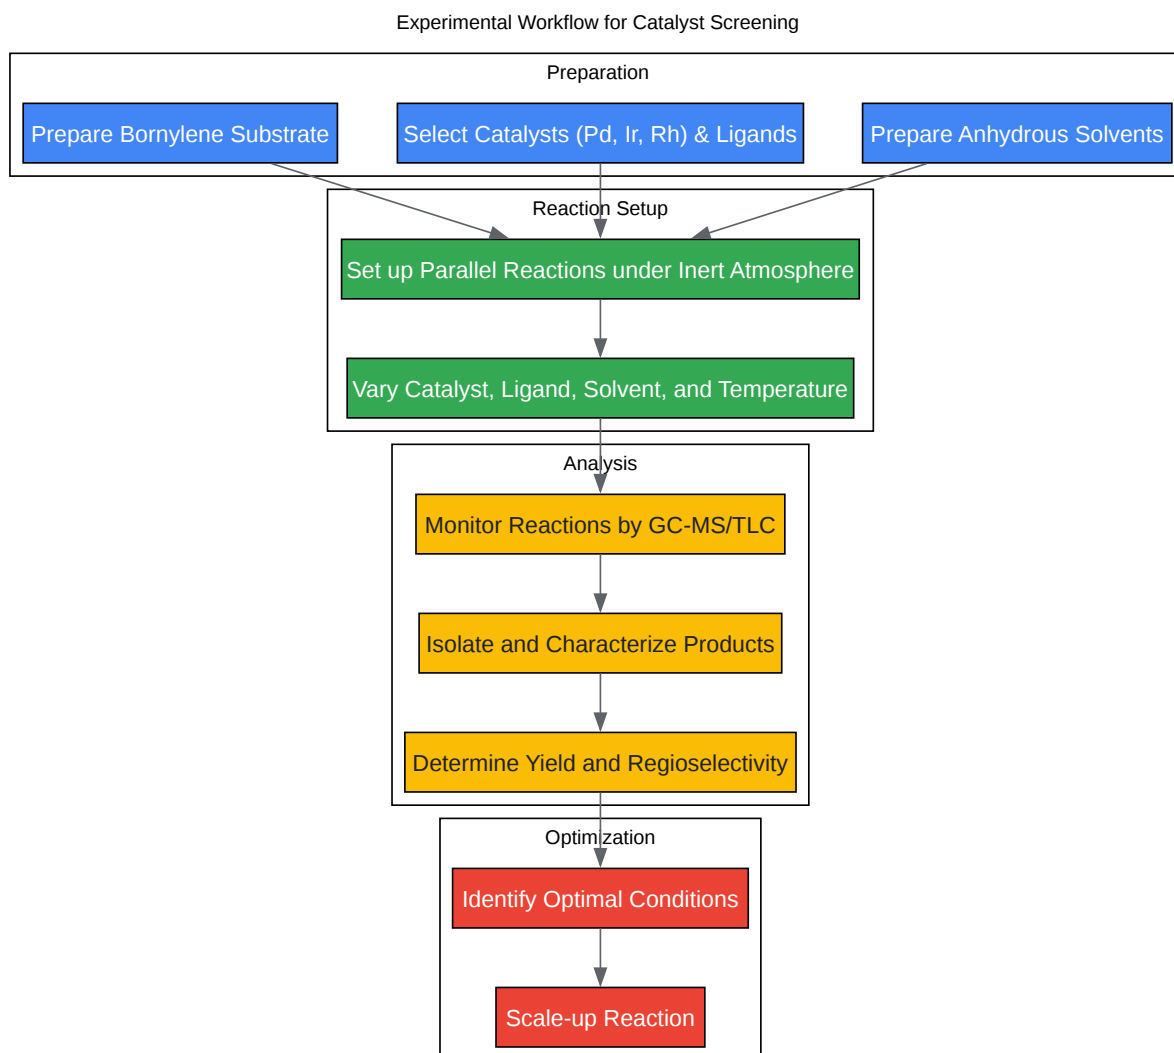 Experimental Workflow for Catalyst Screening
Preparation
Prepare Bornylene Substrate
Select Catalysts (Pd, Ir, Rh) & Ligands
Prepare Anhydrous Solvents
Reaction Setup
Set up Parallel Reactions under Inert Atmosphere
Vary Catalyst, Ligand, Solvent, and Temperature
Analysis
Monitor Reactions by GC-MS/TLC
Isolate and Characterize Products
Determine Yield and Regioselectivity
Optimization
Identify Optimal Conditions
Scale-up Reaction